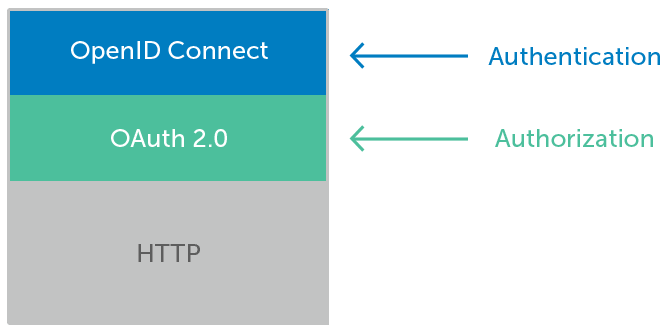 OpenID Connect
Authentication
OAuth 2.0
Authorization
HTTP